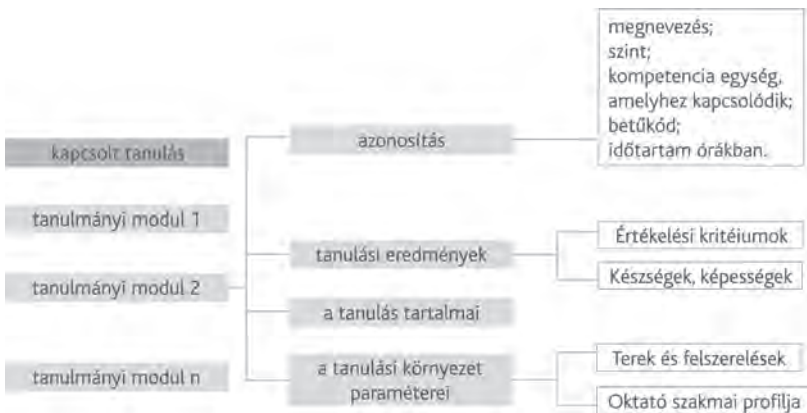 kapcsolt tanulás
tanulmányi modul 1
tanulmányi modul 2
tanulmányi modul n
azonosítás
tanulási eredmények
a tanulás tartalmai
a tanulási környezet
paraméterei
megnevezés;
szint;
kompetencia egység,
amelyhez kapcsolódik;
betűkód;
időtartam órákban.
Értékelési kritéiumok
Készségek, képességek
Terek és felszerelések
Oktató szakmai profilja